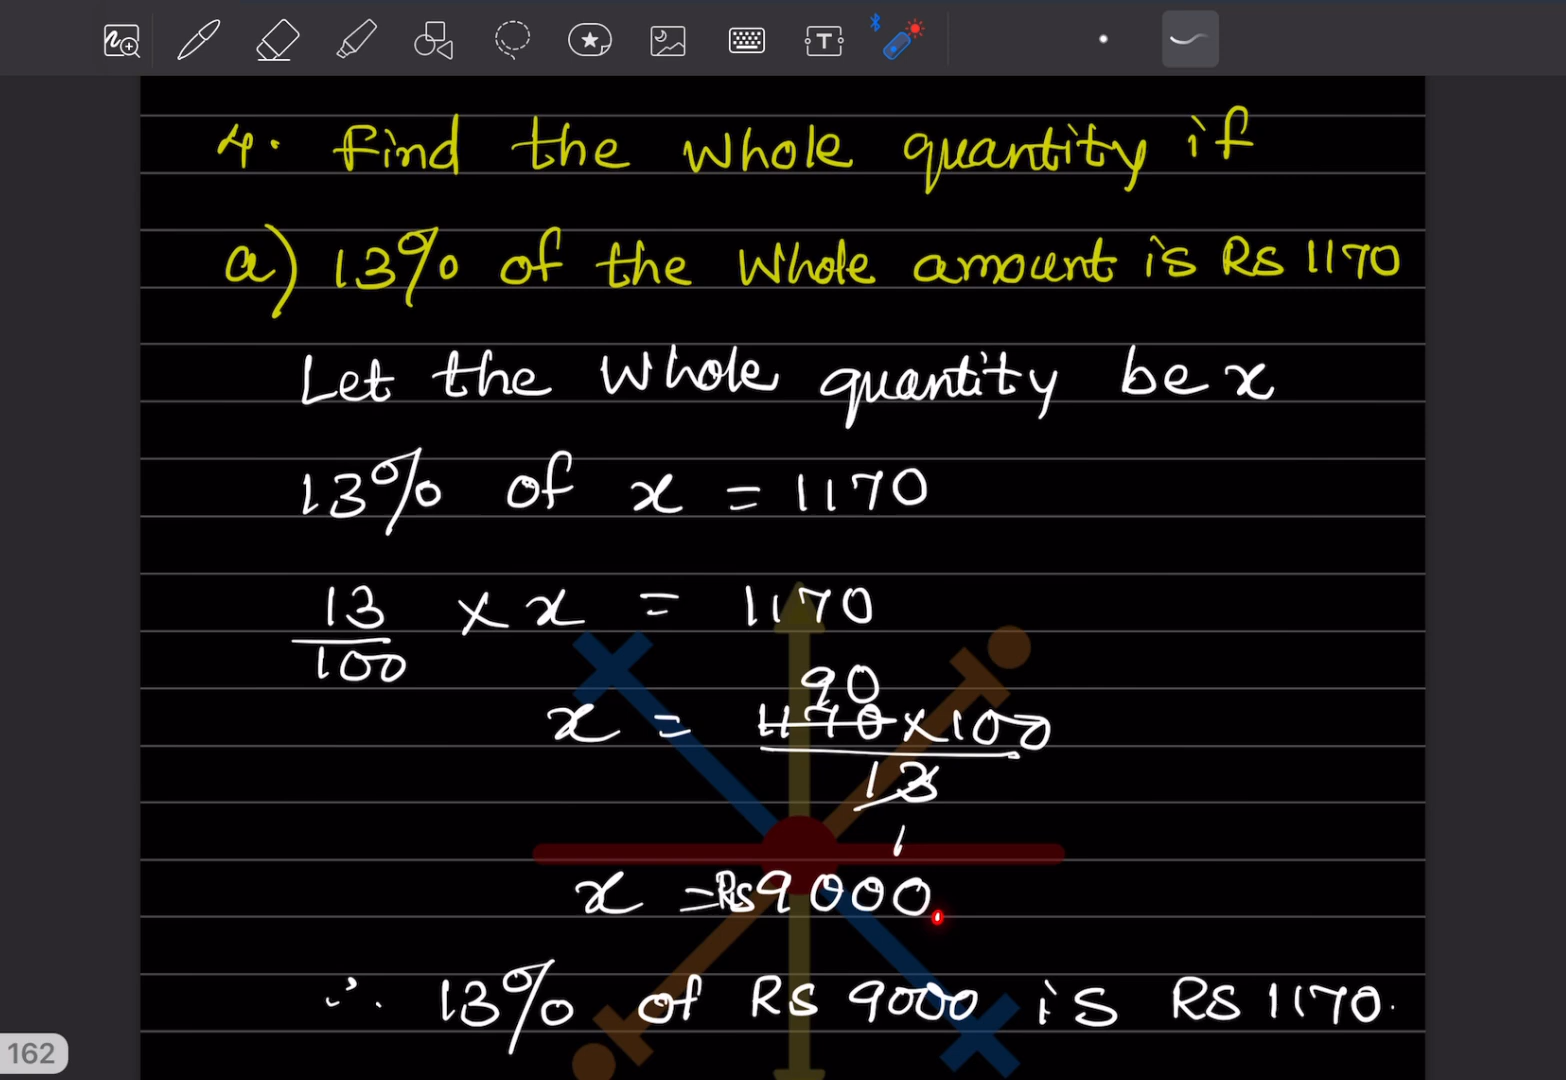 4. Find the whole quantity if
a) 13% of the whole amount is Rs 1170
Let the whole quantity be x
13% of x = 1170
13/100 × x = 1170
90
x = 1170 × 100 / 13
1
x = Rs 9000.
∴ 13% of Rs 9000 is Rs 1170.
162